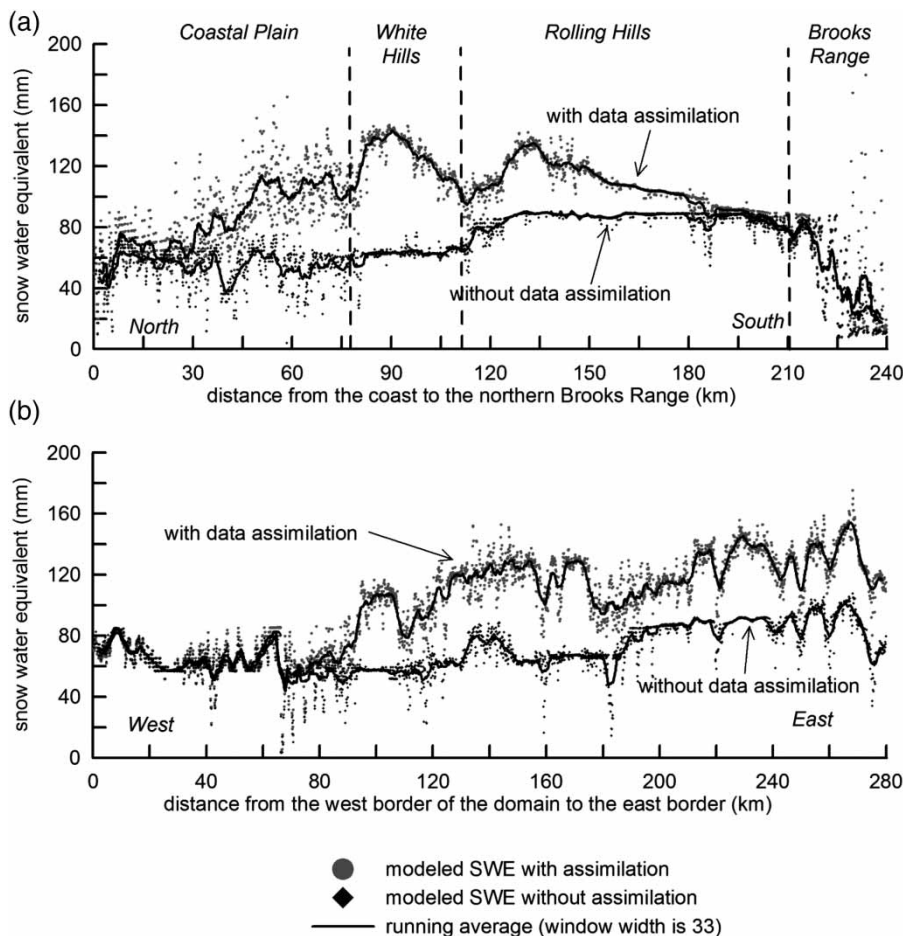 (a)
Coastal Plain White Hills Rolling Hills Brooks Range
200
160
120
80
40
0
snow water equivalent (mm)
with data assimilation
without data assimilation
North South
0 30 60 90 120 150 180 210 240
distance from the coast to the northern Brooks Range (km)
(b)
200
160
120
80
40
0
snow water equivalent (mm)
with data assimilation
without data assimilation
West East
0 40 80 120 160 200 240 280
distance from the west border of the domain to the east border (km)
modeled SWE with assimilation
modeled SWE without assimilation
running average (window width is 33)